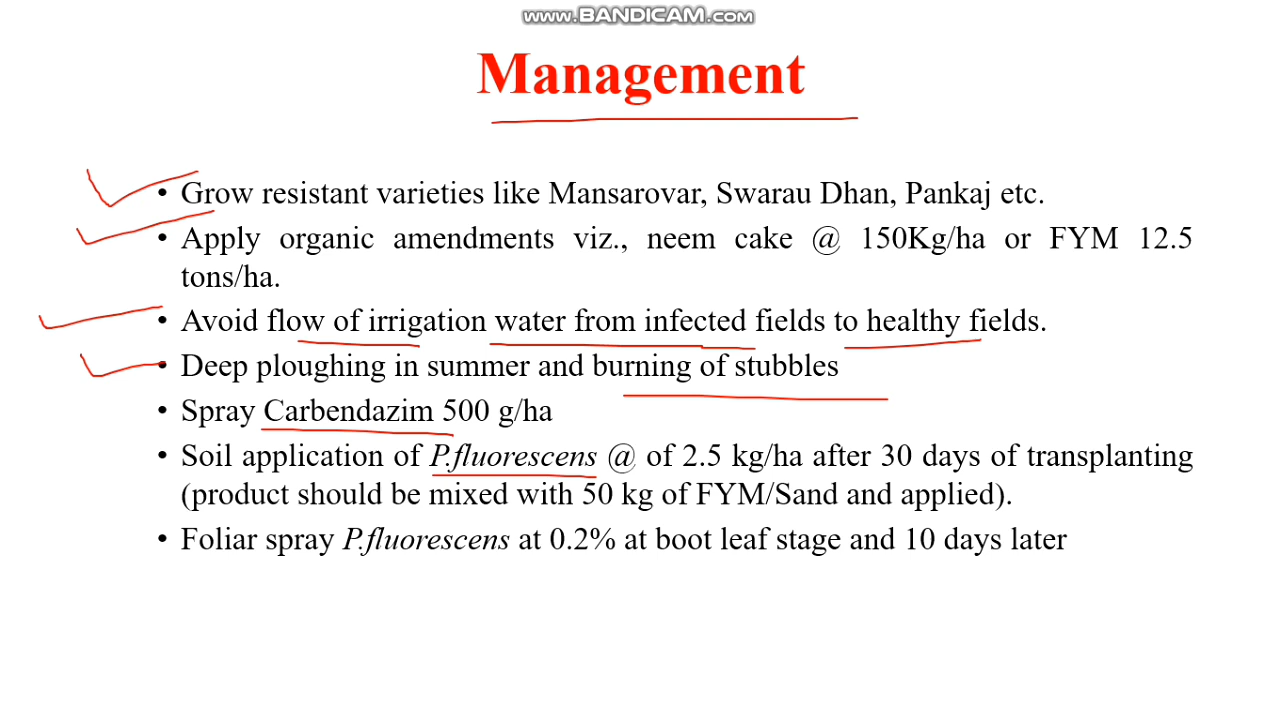 www.BANDICAM.com
Management
• Grow resistant varieties like Mansarovar, Swarau Dhan, Pankaj etc.
• Apply organic amendments viz., neem cake @ 150Kg/ha or FYM 12.5
tons/ha.
• Avoid flow of irrigation water from infected fields to healthy fields.
• Deep ploughing in summer and burning of stubbles
• Spray Carbendazim 500 g/ha
• Soil application of P.fluorescens @ of 2.5 kg/ha after 30 days of transplanting
(product should be mixed with 50 kg of FYM/Sand and applied).
• Foliar spray P.fluorescens at 0.2% at boot leaf stage and 10 days later